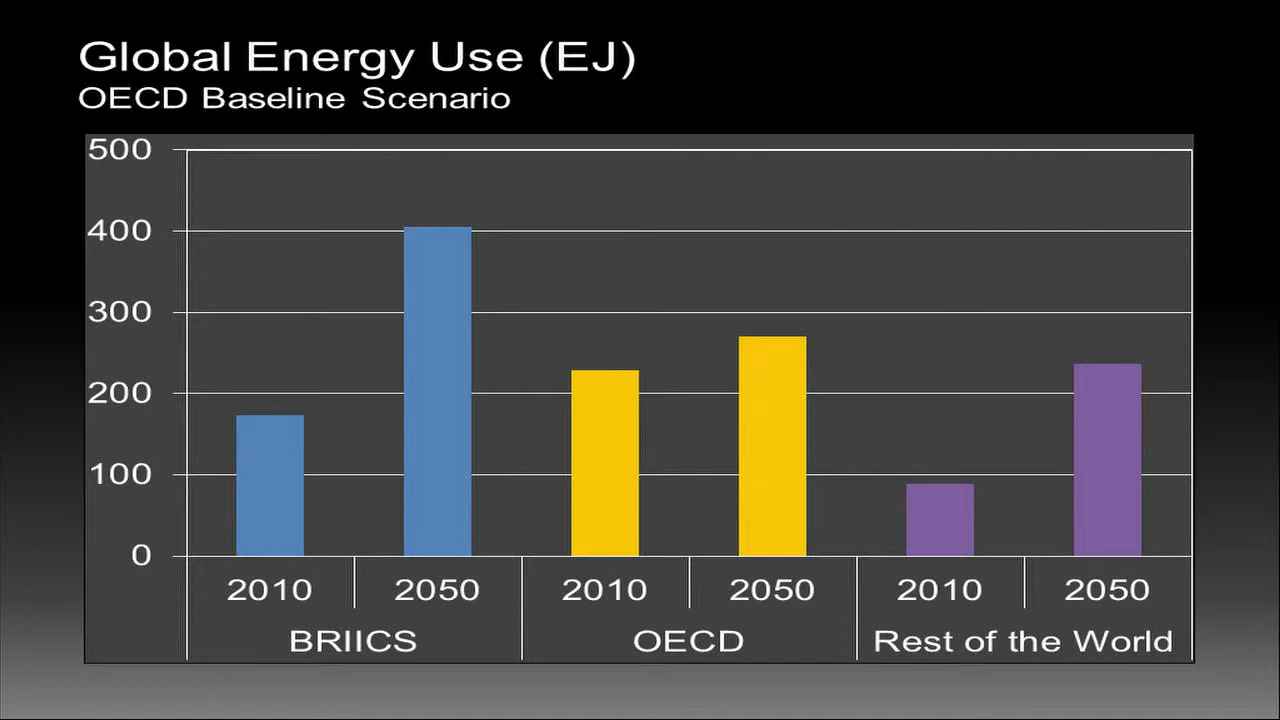 Global Energy Use (EJ)
OECD Baseline Scenario
500
400
300
200
100
0
2010 2050 2010 2050 2010 2050
BRIICS OECD Rest of the World